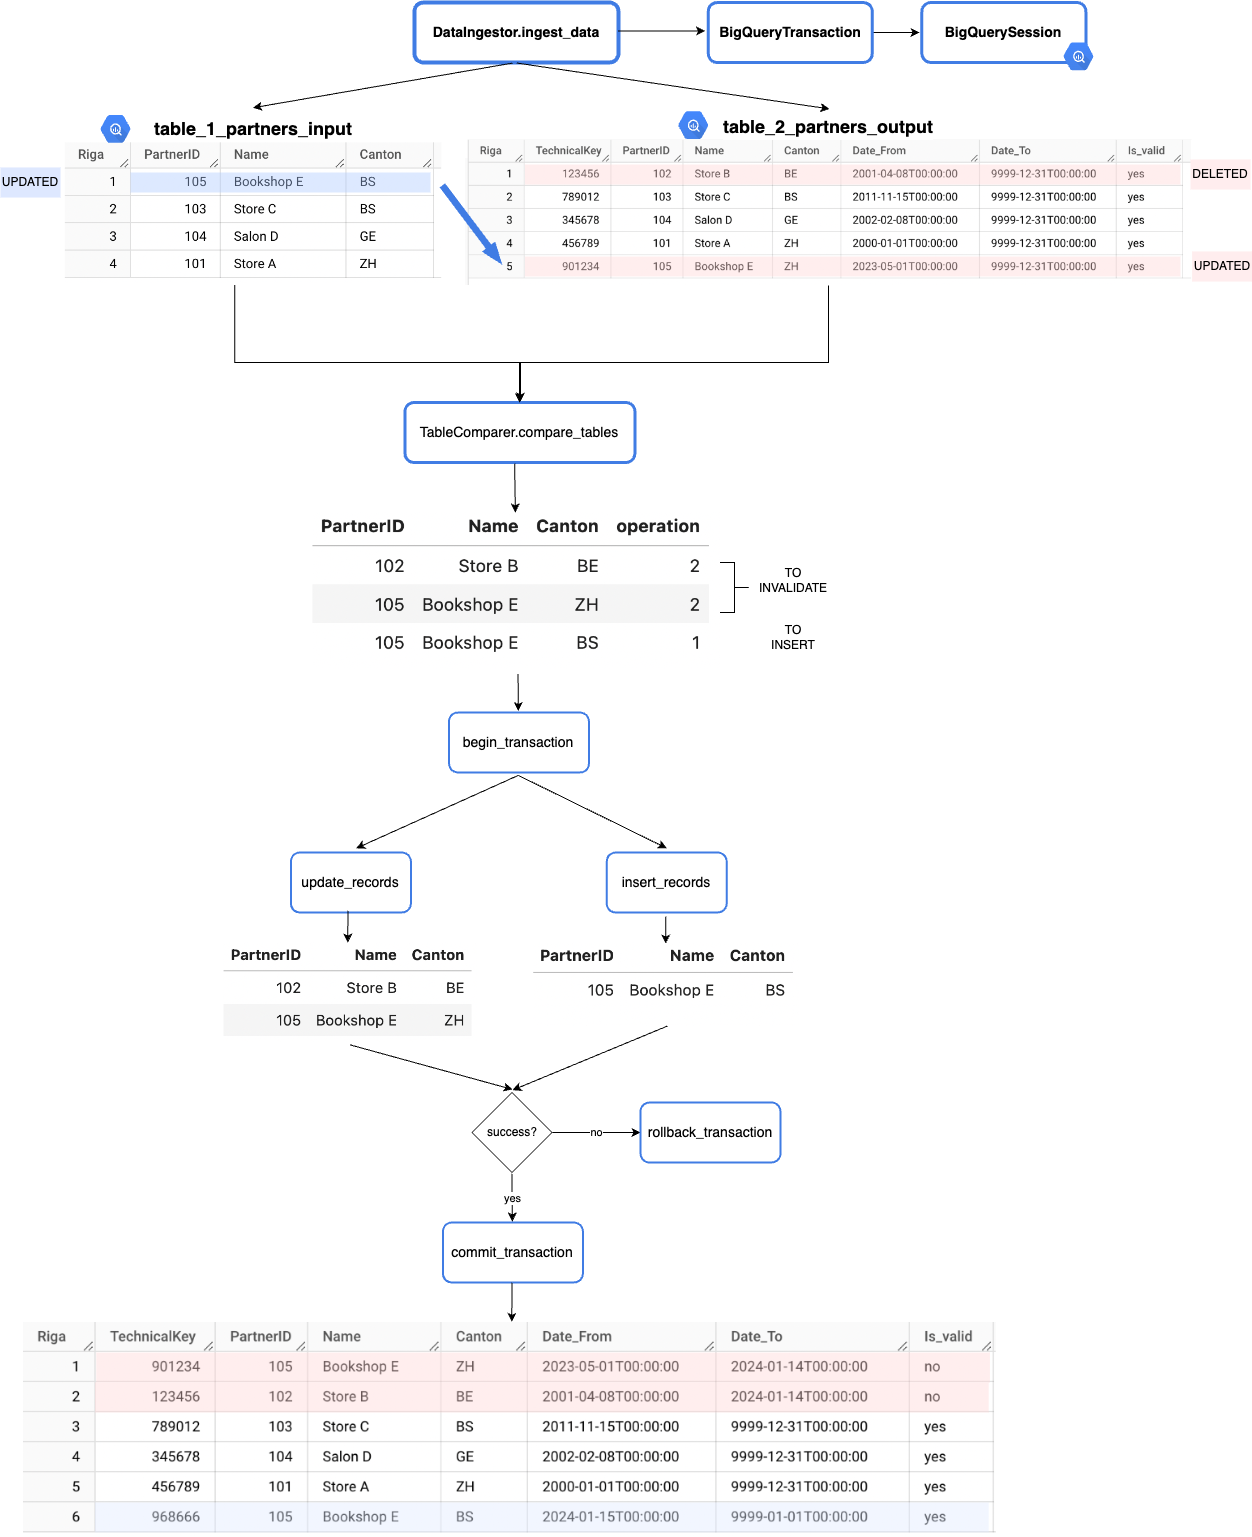 DataIngestor.ingest_data
BigQueryTransaction
BigQuerySession
table_1_partners_input
Riga PartnerID Name Canton
UPDATED
1 105 Bookshop E BS
2 103 Store C BS
3 104 Salon D GE
4 101 Store A ZH
table_2_partners_output
Riga TechnicalKey PartnerID Name Canton Date_From Date_To Is_valid
1 123456 102 Store B BE 2001-04-08T00:00:00 9999-12-31T00:00:00 yes
DELETED
2 789012 103 Store C BS 2011-11-15T00:00:00 9999-12-31T00:00:00 yes
3 345678 104 Salon D GE 2002-02-08T00:00:00 9999-12-31T00:00:00 yes
4 456789 101 Store A ZH 2000-01-01T00:00:00 9999-12-31T00:00:00 yes
5 901234 105 Bookshop E ZH 2023-05-01T00:00:00 9999-12-31T00:00:00 yes
UPDATED
TableComparer.compare_tables
PartnerID Name Canton operation
102 Store B BE 2
105 Bookshop E ZH 2
105 Bookshop E BS 1
TO
INVALIDATE
TO
INSERT
begin_transaction
update_records
insert_records
PartnerID Name Canton
102 Store B BE
105 Bookshop E ZH
PartnerID Name Canton
105 Bookshop E BS
success?
no
rollback_transaction
yes
commit_transaction
Riga TechnicalKey PartnerID Name Canton Date_From Date_To Is_valid
1 901234 105 Bookshop E ZH 2023-05-01T00:00:00 2024-01-14T00:00:00 no
2 123456 102 Store B BE 2001-04-08T00:00:00 2024-01-14T00:00:00 no
3 789012 103 Store C BS 2011-11-15T00:00:00 9999-12-31T00:00:00 yes
4 345678 104 Salon D GE 2002-02-08T00:00:00 9999-12-31T00:00:00 yes
5 456789 101 Store A ZH 2000-01-01T00:00:00 9999-12-31T00:00:00 yes
6 968666 105 Bookshop E BS 2024-01-15T00:00:00 9999-01-01T00:00:00 yes